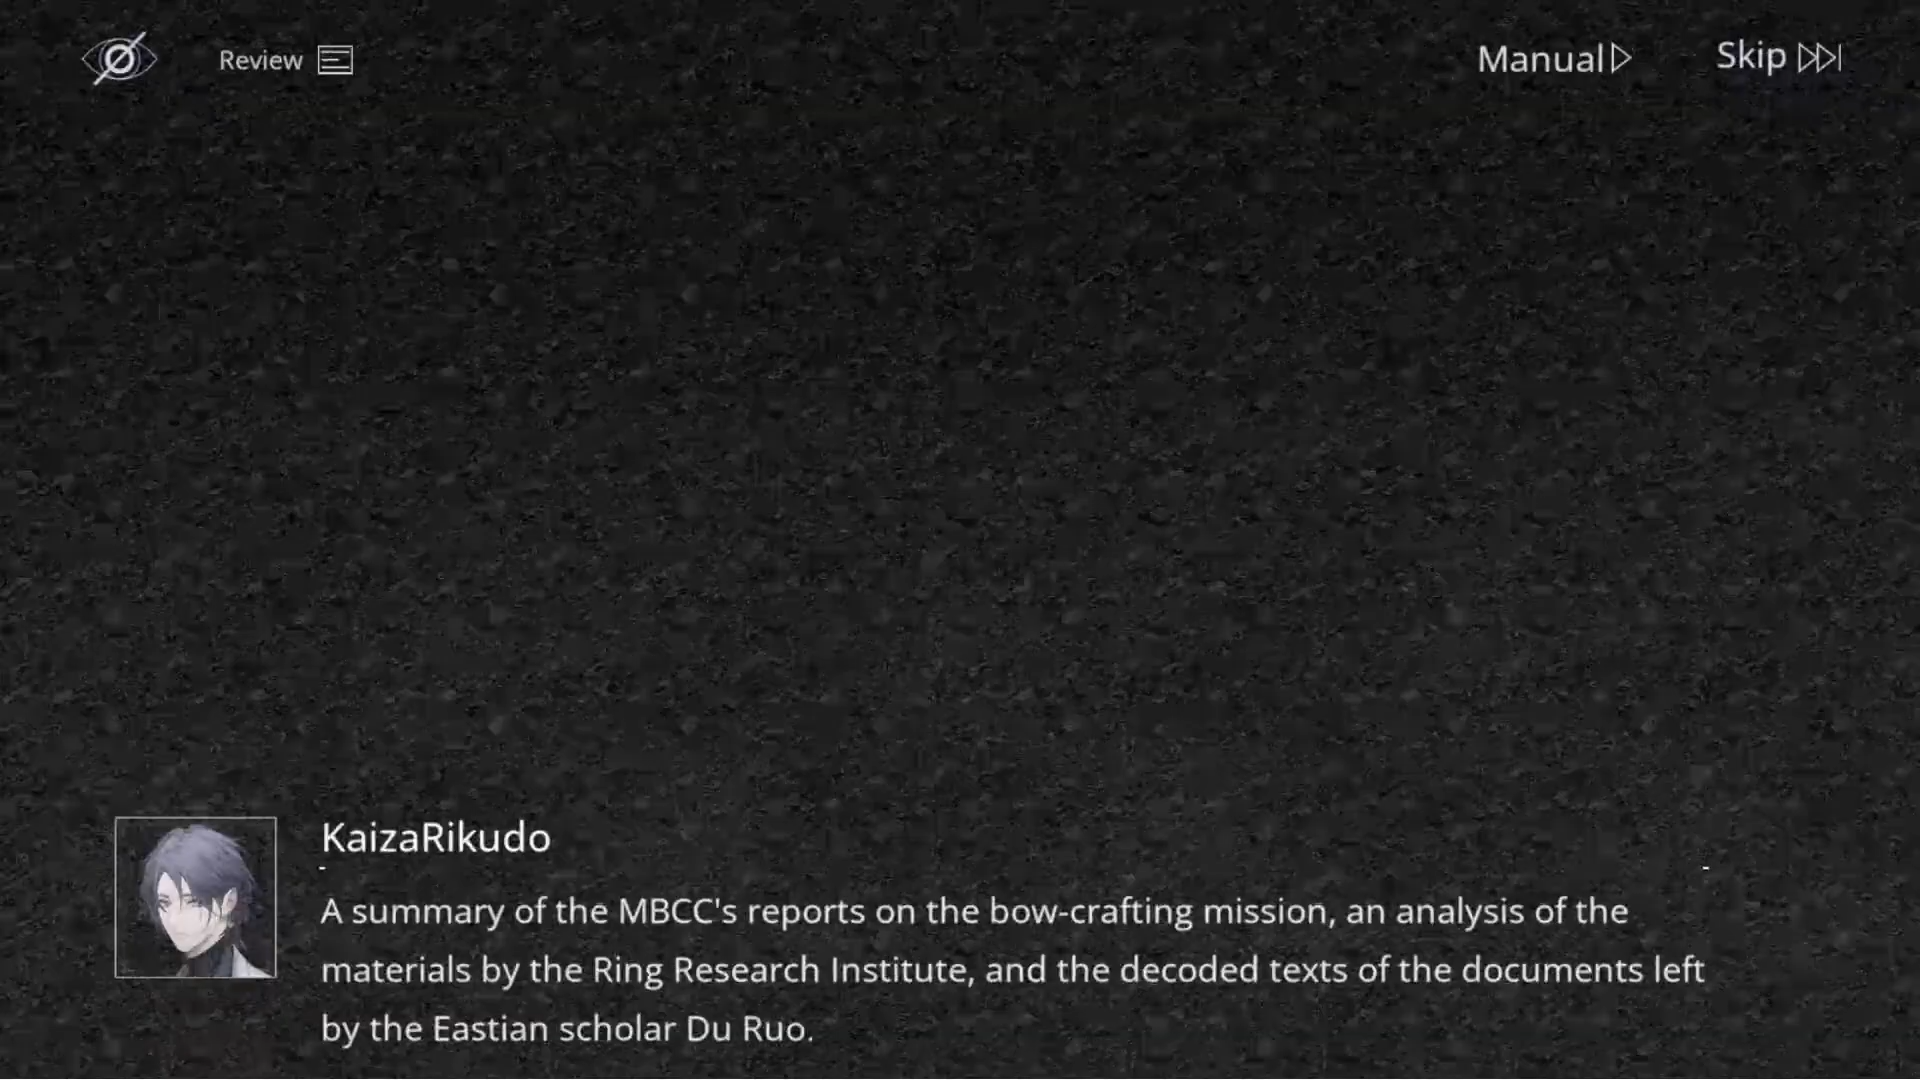 Review
Manual
Skip
KaizaRikudo
A summary of the MBCC's reports on the bow-crafting mission, an analysis of the
materials by the Ring Research Institute, and the decoded texts of the documents left
by the Eastian scholar Du Ruo.